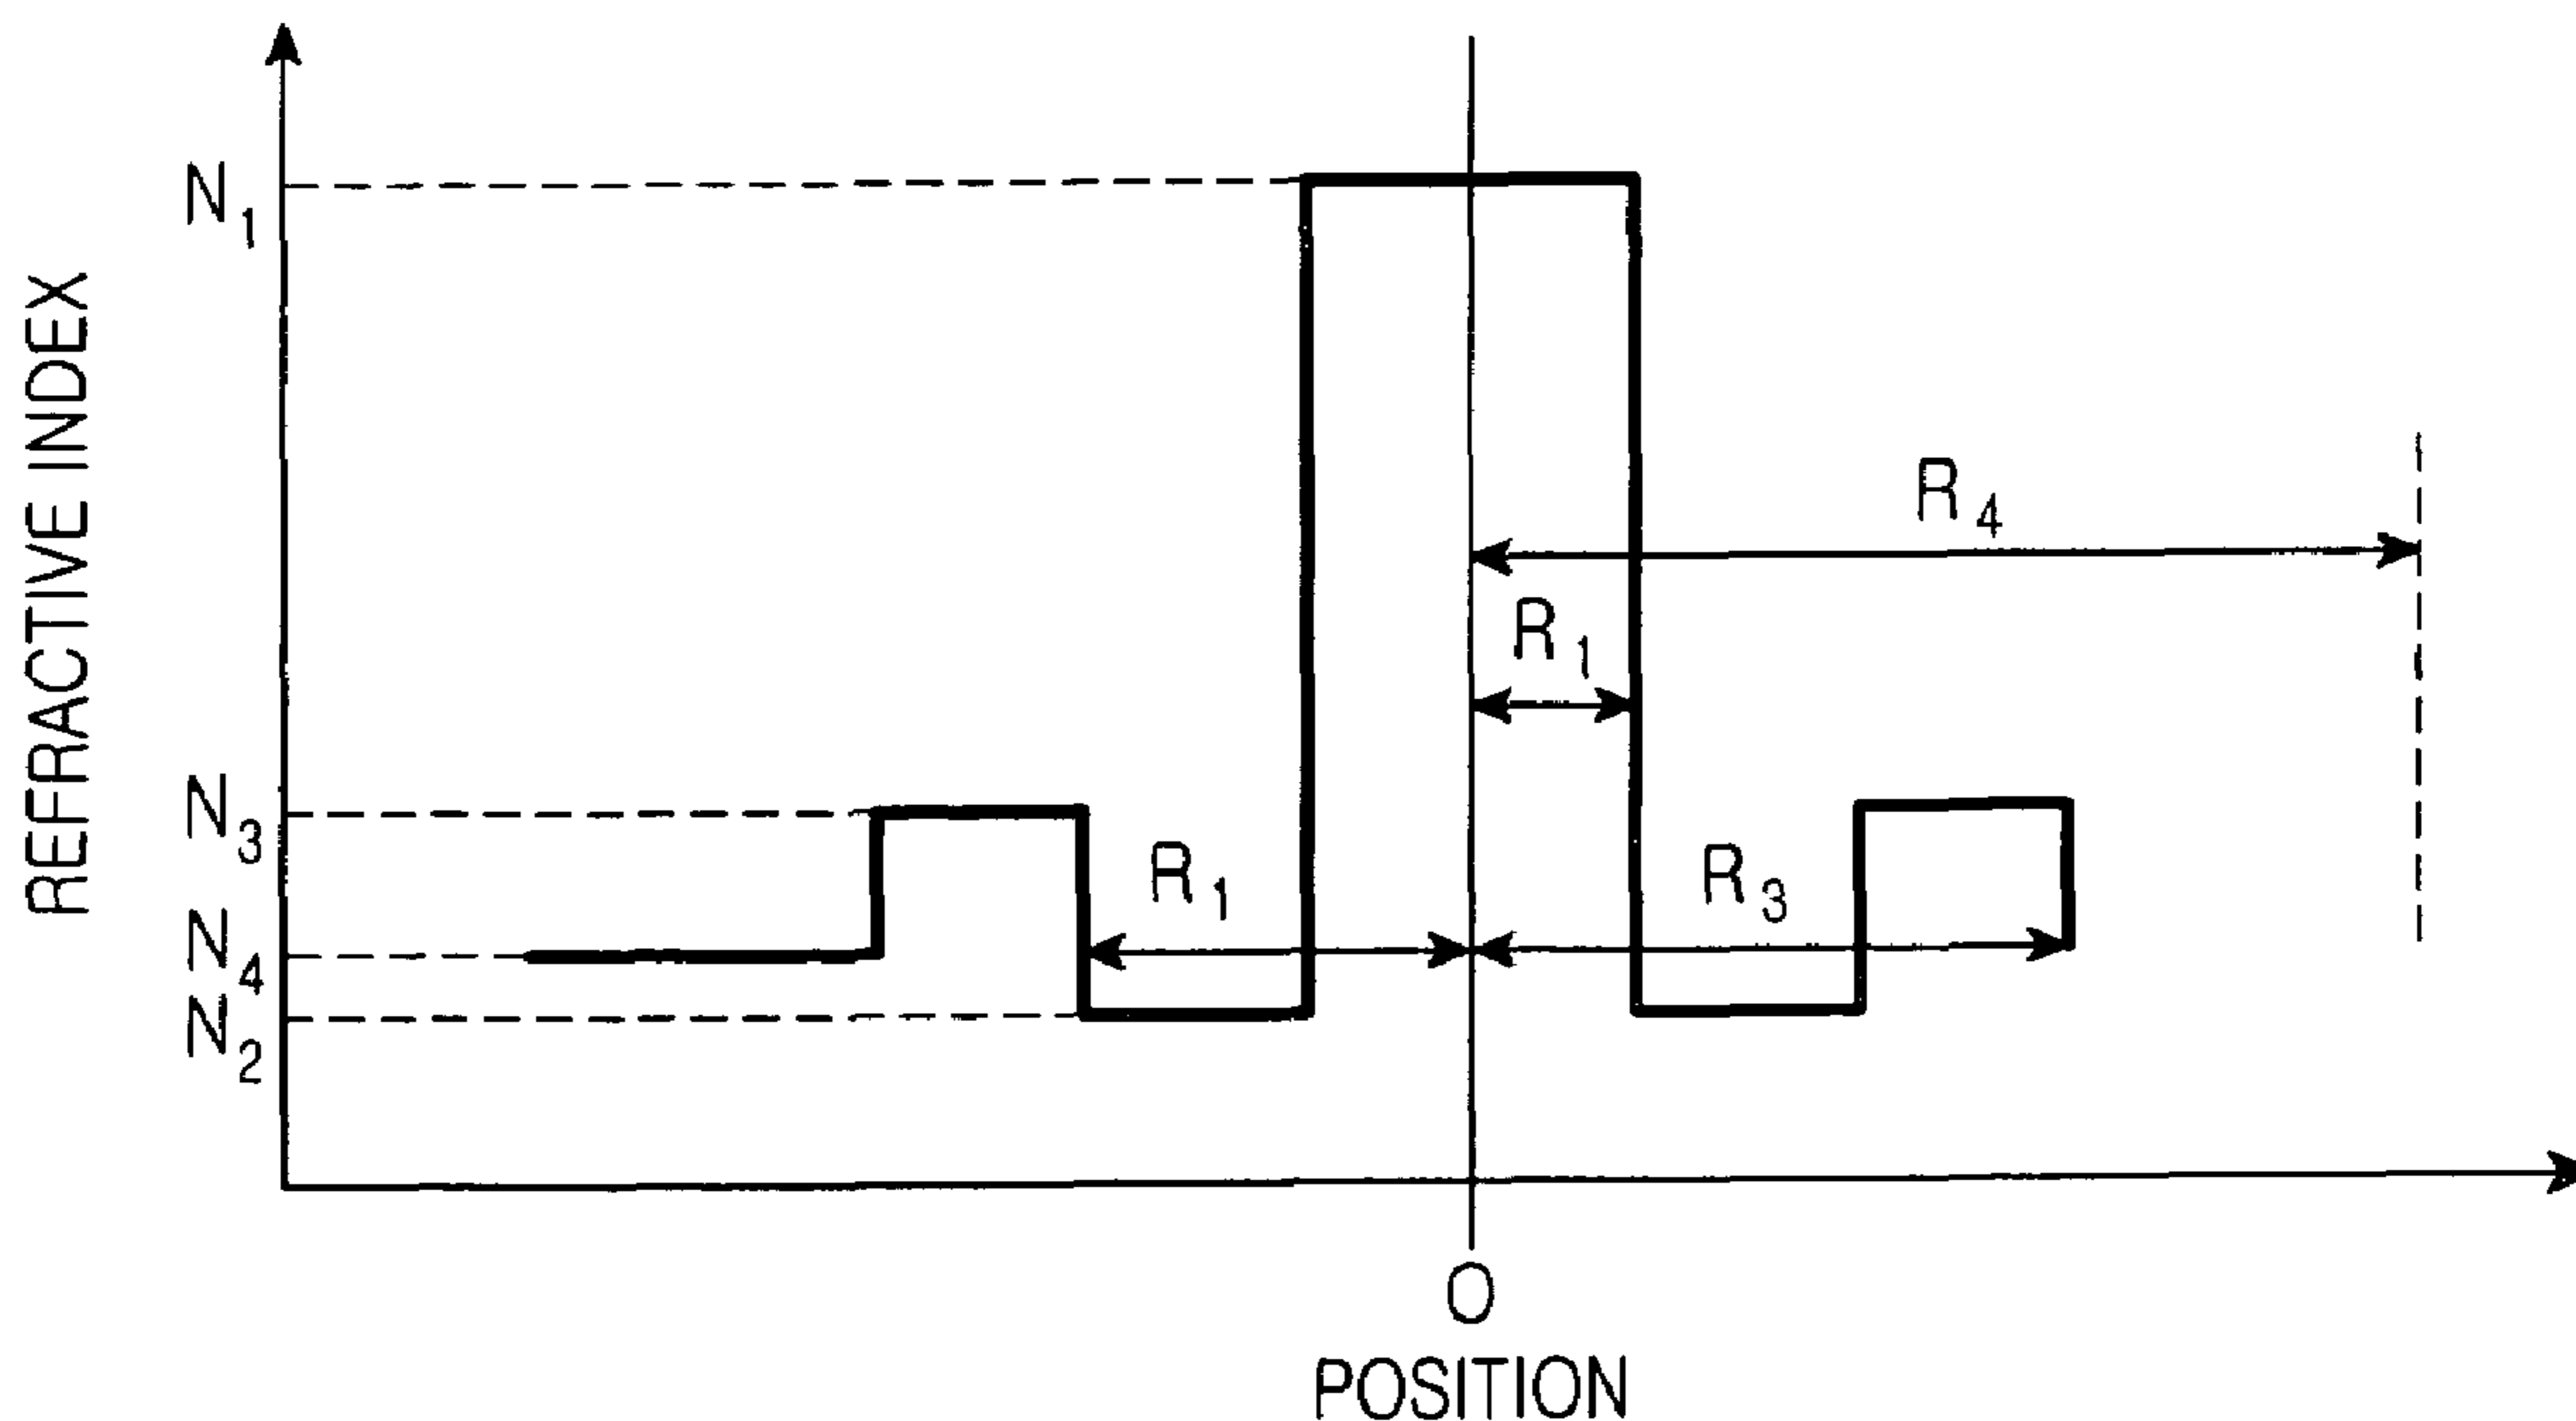 REFRACTIVE INDEX
N1
R4
R1
N3
R1
R3
N4
N2
O
POSITION